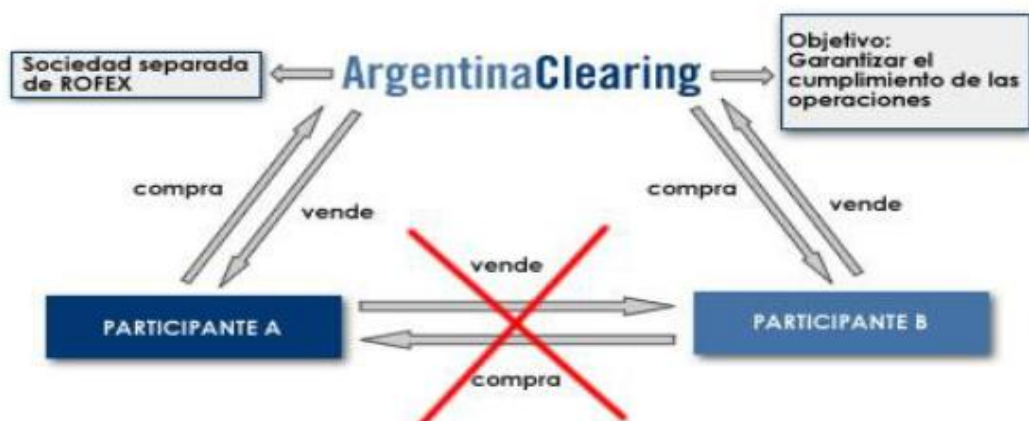 Sociedad separada
de ROFEX
ArgentinaClearing
Objetivo:
Garantizar el
cumplimiento de las
operaciones
compra
vende
compra
vende
vende
PARTICIPANTE A
PARTICIPANTE B
compra